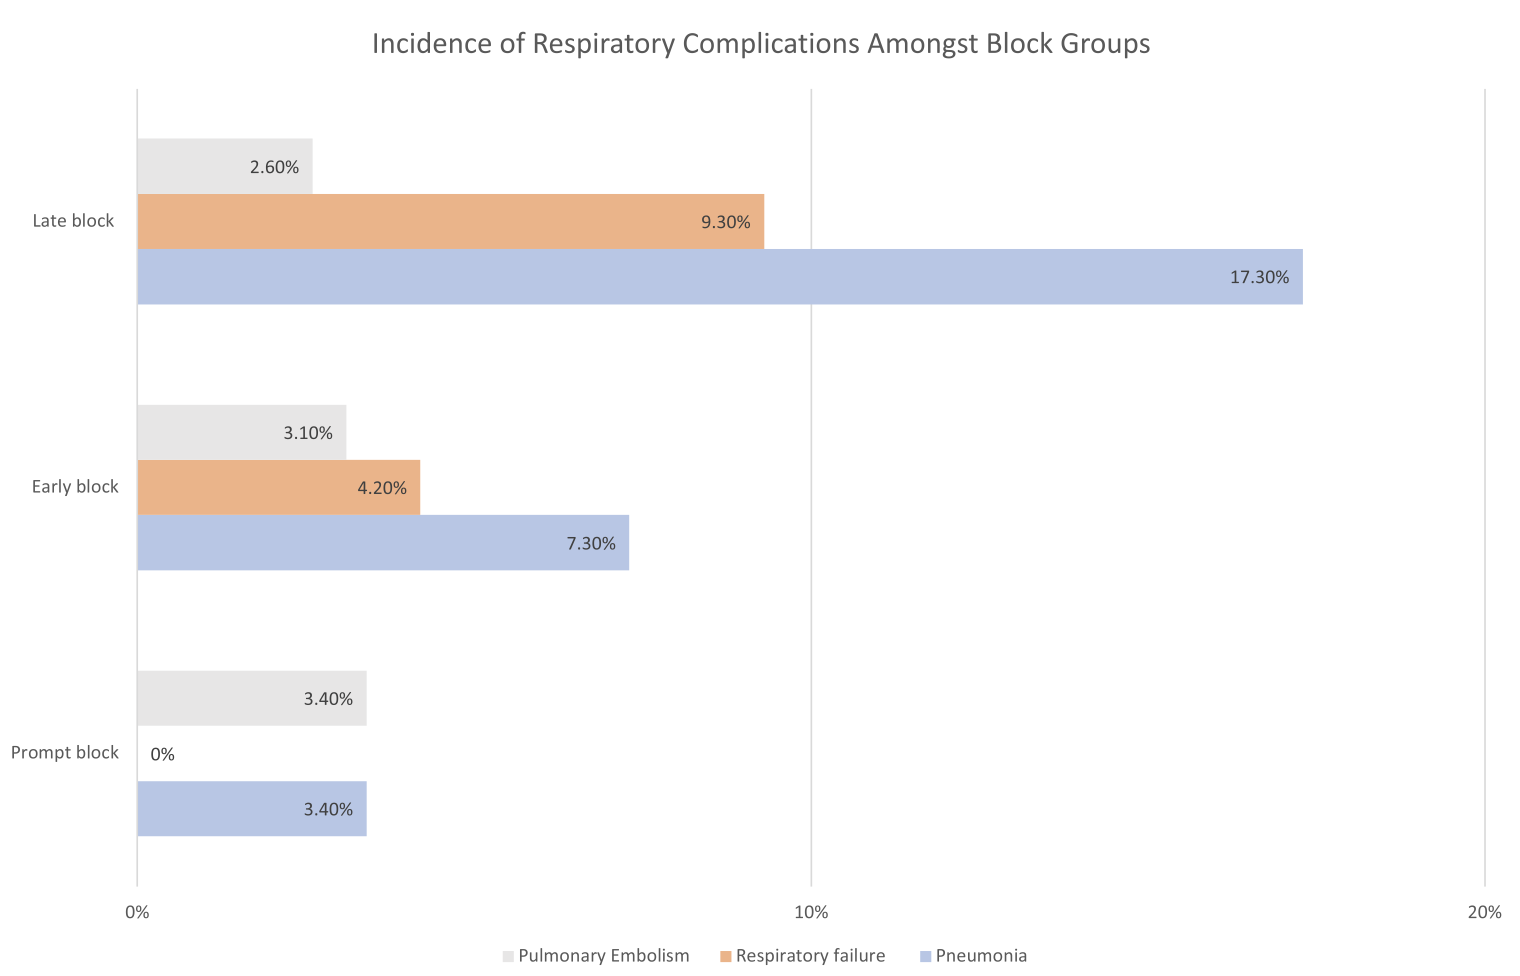 Incidence of Respiratory Complications Amongst Block Groups
2.60%
Late block
9.30%
17.30%
3.10%
Early block
4.20%
7.30%
3.40%
Prompt block
0%
3.40%
0%
10%
20%
Pulmonary Embolism
Respiratory failure
Pneumonia